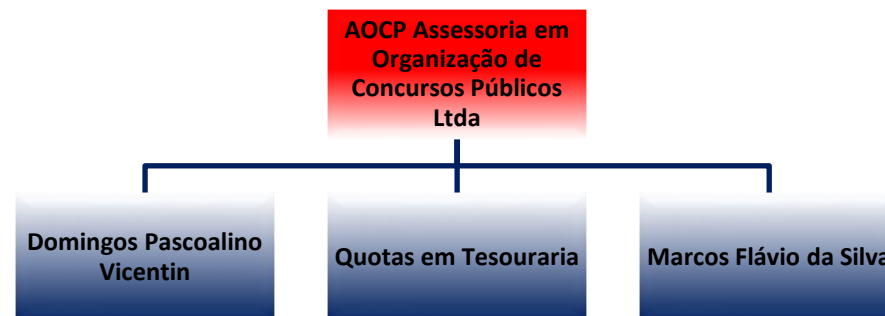 AOCP Assessoria em
Organização de
Concursos Públicos
Ltda
Domingos Pascoalino
Vicentin
Quotas em Tesouraria
Marcos Flávio da Silva